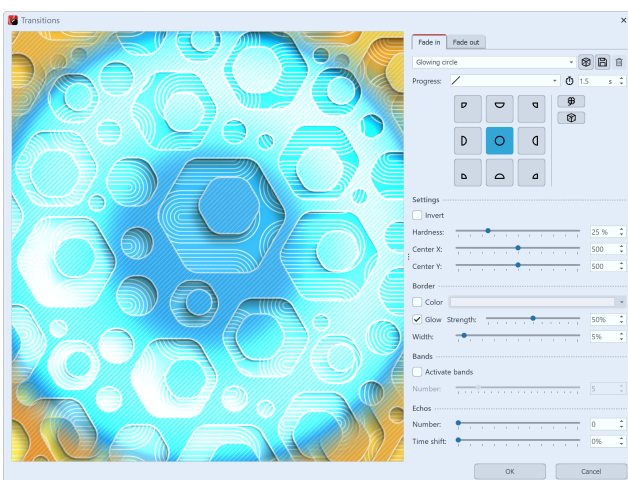 Transitions
Fade in Fade out
Glowing circle
Progress: 1.5 s
Settings
Invert
Hardness: 25 %
Center X: 500
Center Y: 500
Border
Color
Glow Strength: 50%
Width: 5%
Bands
Activate bands
Number: 5
Echos
Number: 0
Time shift: 0%
OK Cancel